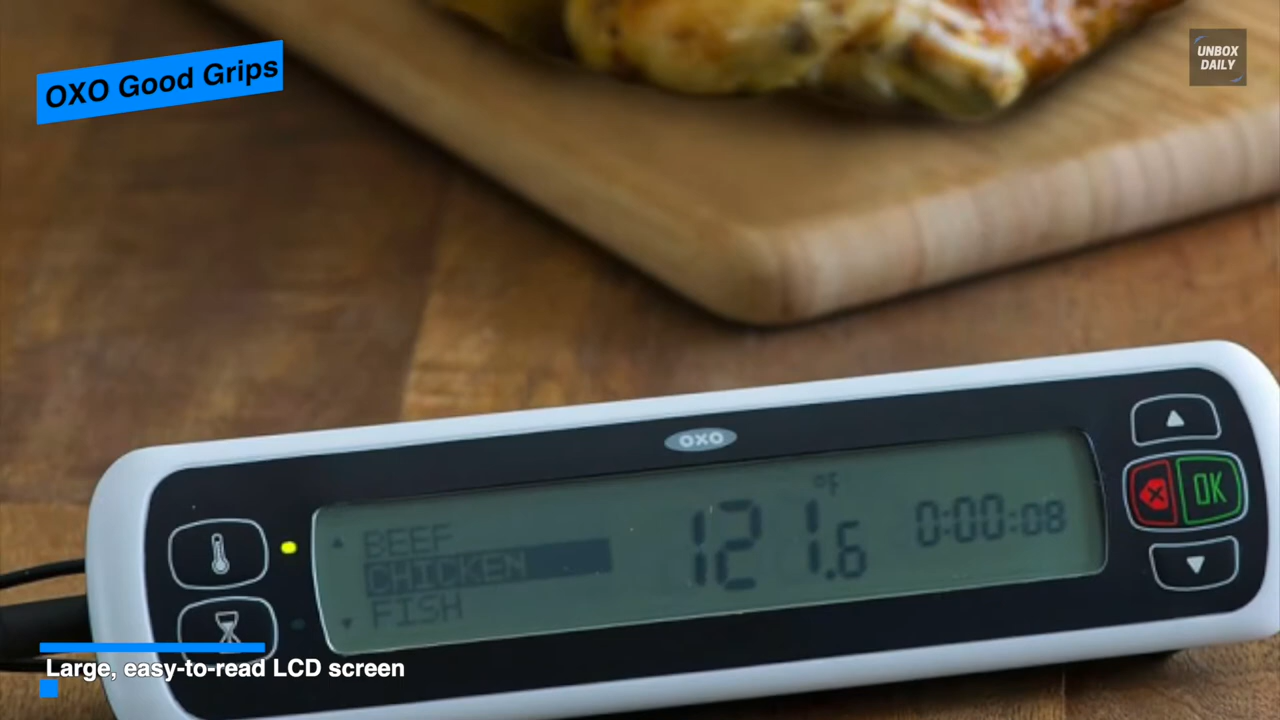 OXO Good Grips
UNBOX
DAILY
OXO
BEEF
CHICKEN
FISH
121.6 °F
0:00:08
OK
Large, easy-to-read LCD screen